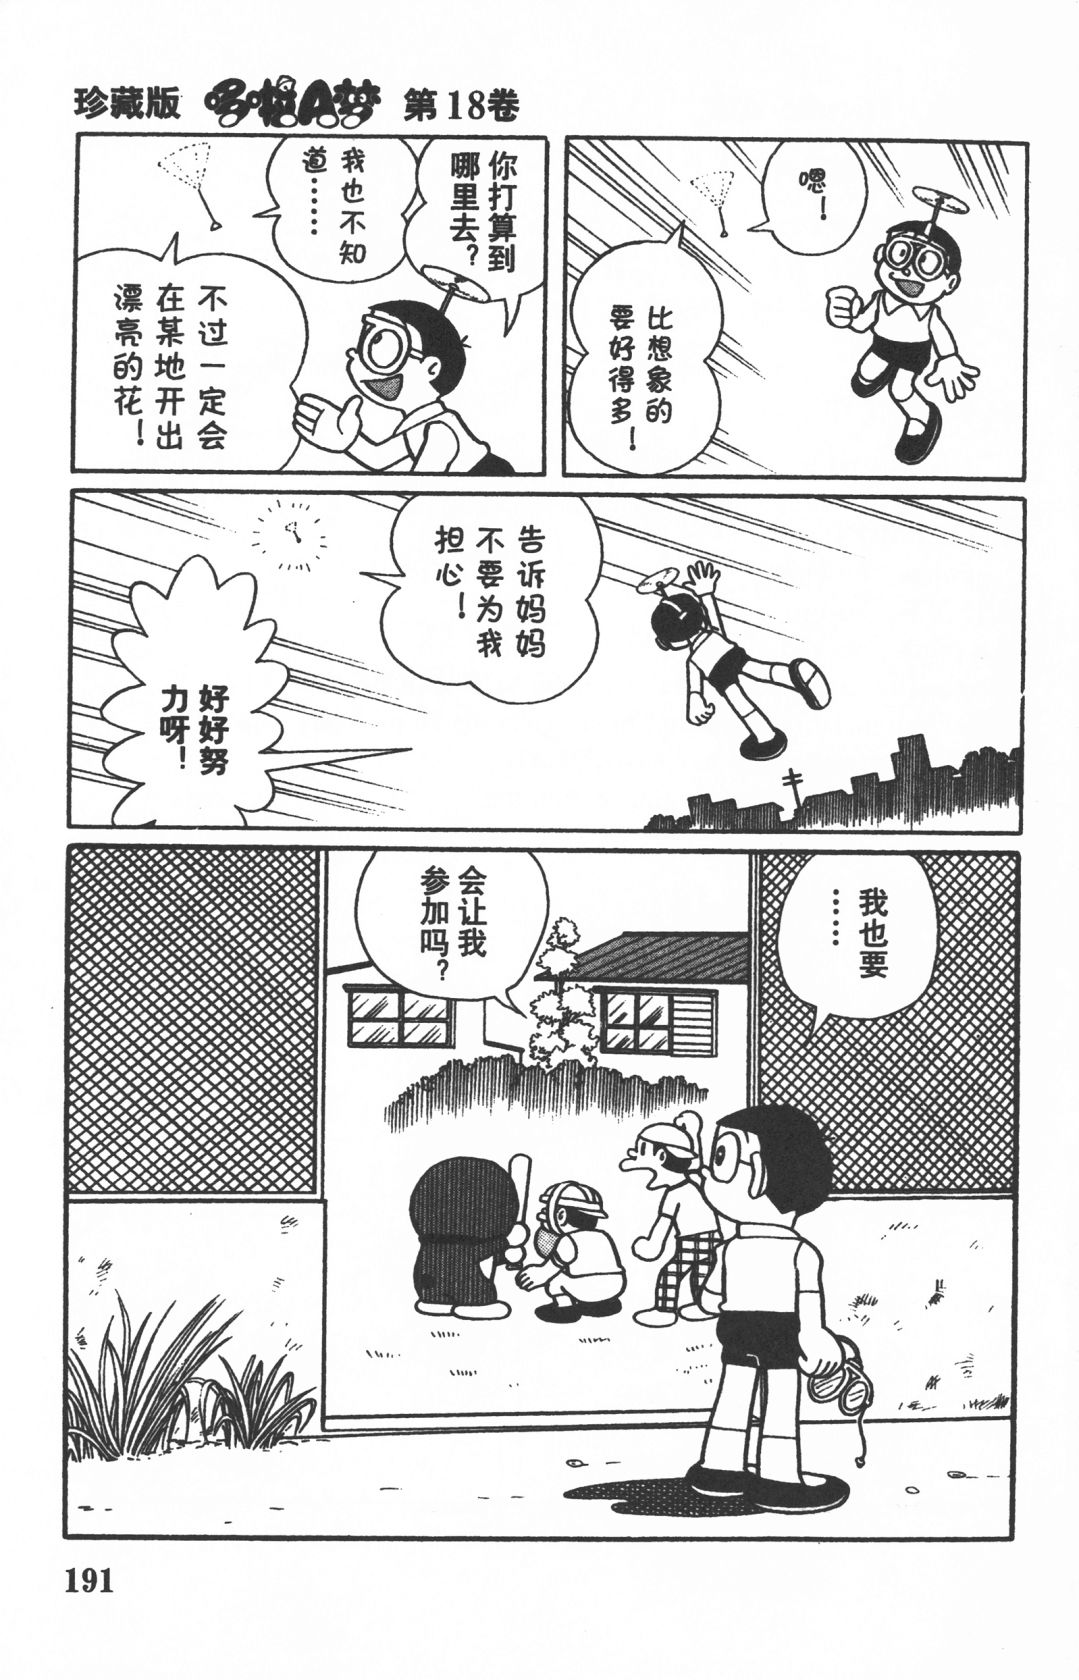 珍藏版 哆啦A梦 第18卷
嗯！
比想象的
要好得多！
你打算到
哪里去？
我也不知
道……
不过一定会
在某地开出
漂亮的花！
告诉妈妈
不要为我
担心！
好好努
力呀！
我也要
……
会让我
参加吗？
191